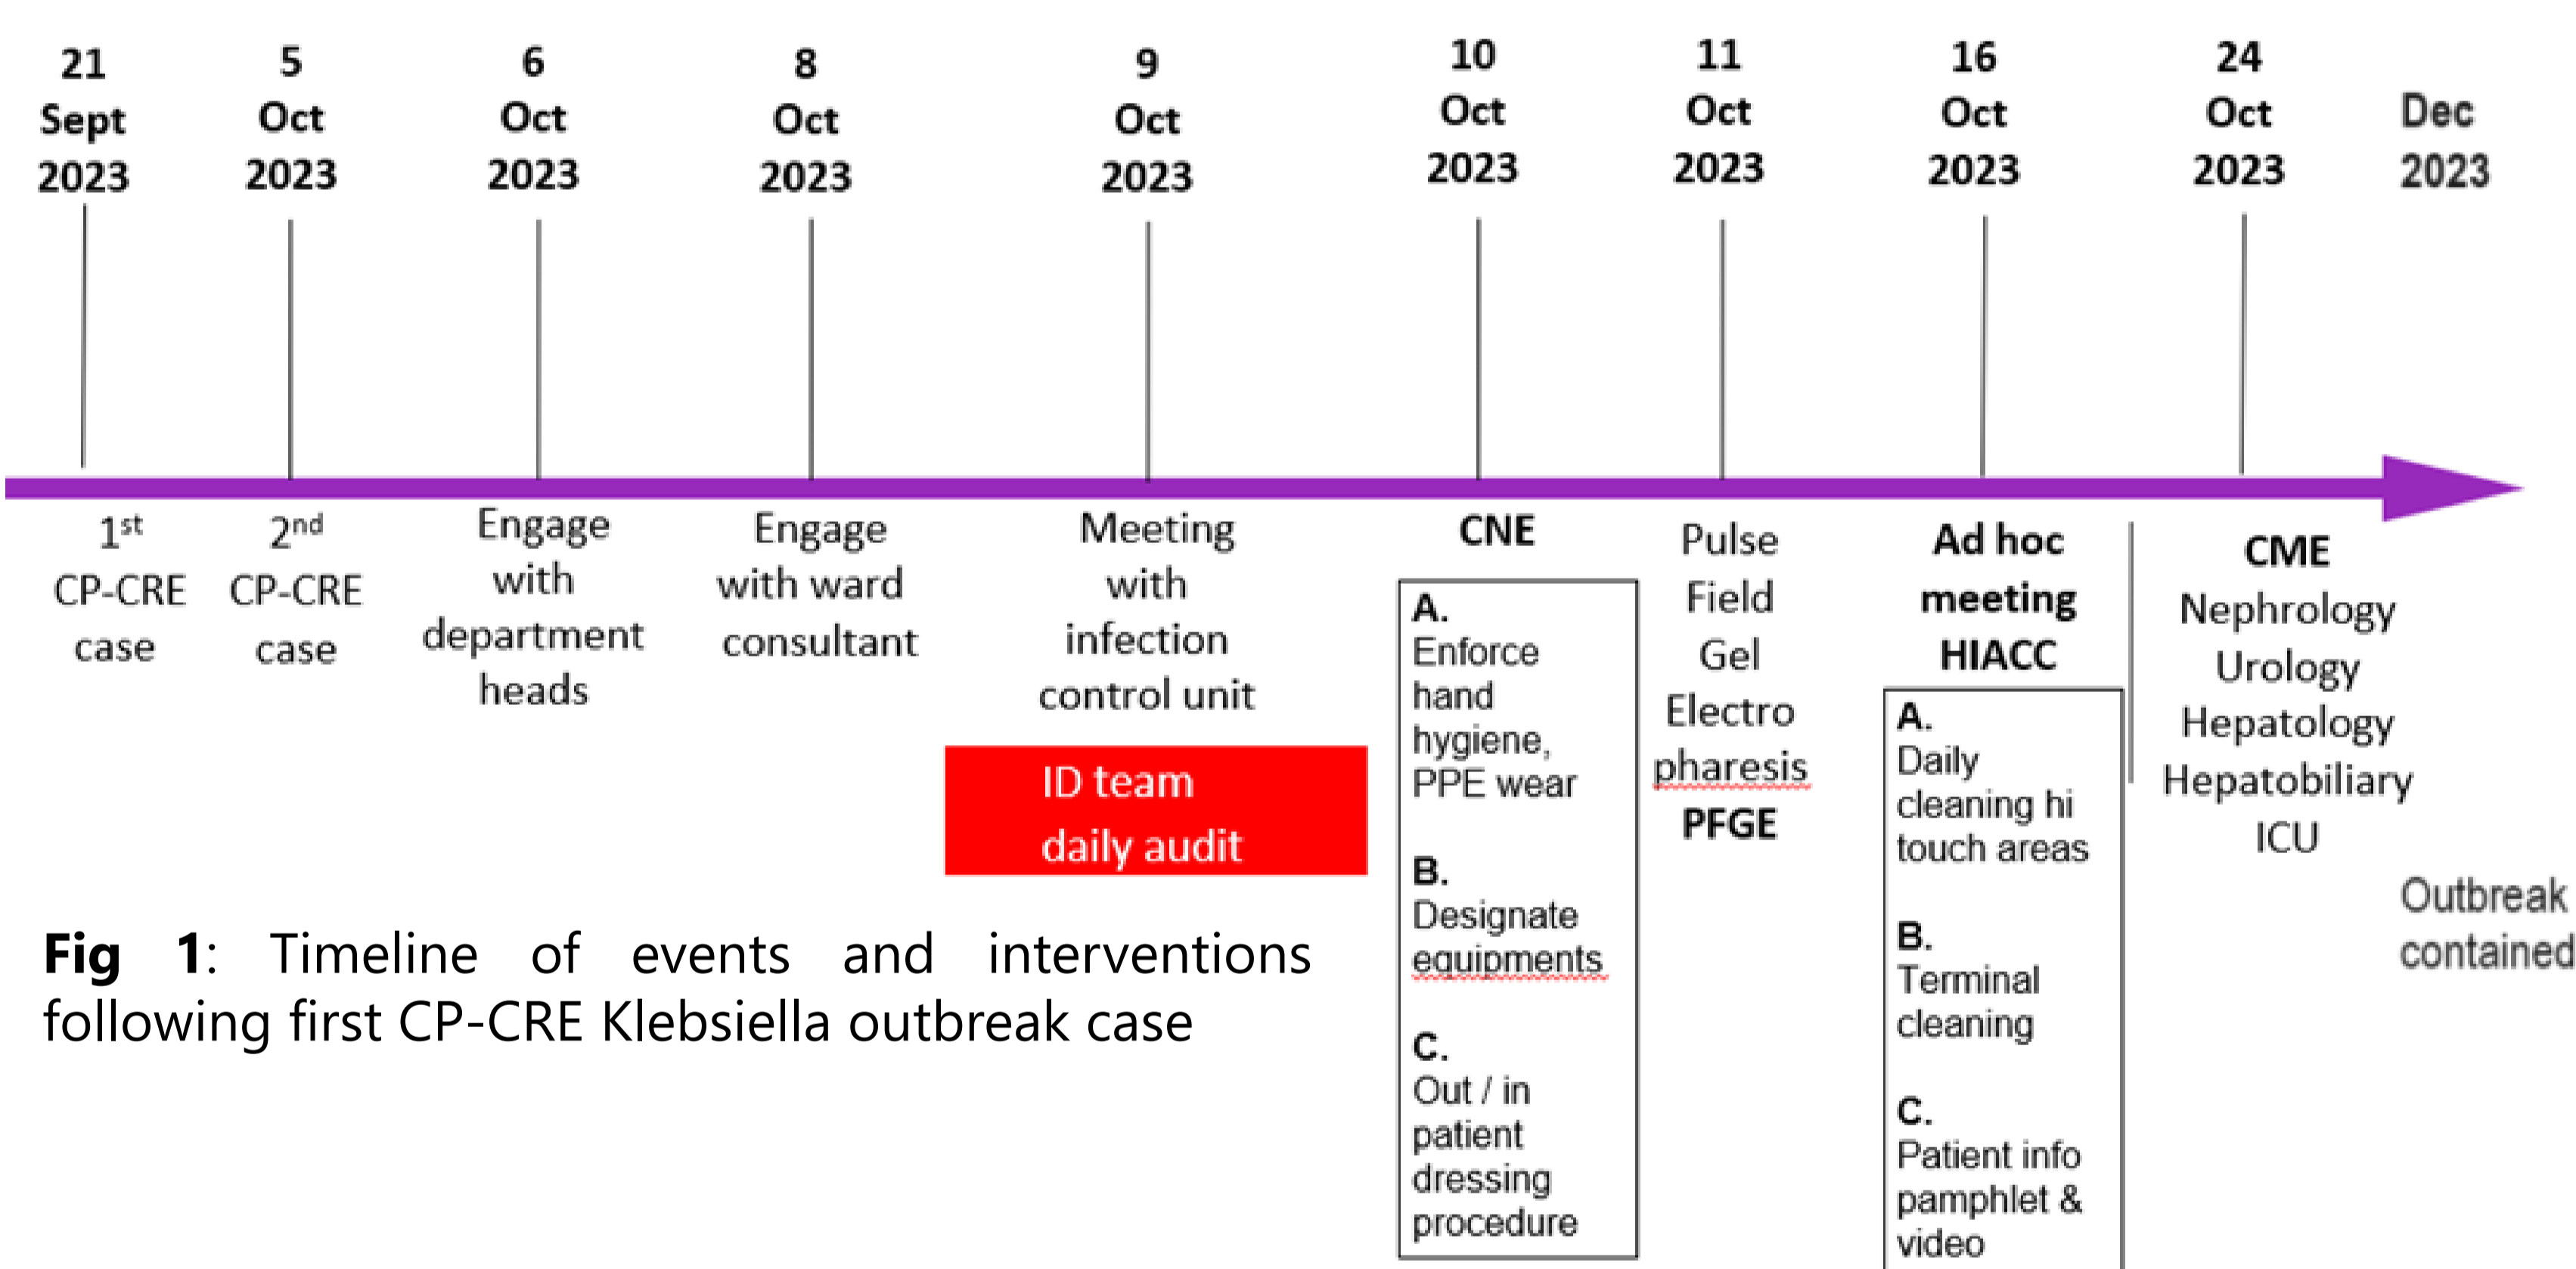 21
Sept
2023
5
Oct
2023
6
Oct
2023
8
Oct
2023
9
Oct
2023
10
Oct
2023
11
Oct
2023
16
Oct
2023
24
Oct
2023
Dec
2023
1st
CP-CRE
case
2nd
CP-CRE
case
Engage
with
department
heads
Engage
with ward
consultant
Meeting
with
infection
control unit
ID team
daily audit
CNE
A.
Enforce
hand
hygiene,
PPE wear
B.
Designate
equipments
C.
Out / in
patient
dressing
procedure
Pulse
Field
Gel
Electro
pharesis
PFGE
Ad hoc
meeting
HIACC
A.
Daily
cleaning hi
touch areas
B.
Terminal
cleaning
C.
Patient info
pamphlet &
video
CME
Nephrology
Urology
Hepatology
Hepatobiliary
ICU
Outbreak
contained
Fig 1: Timeline of events and interventions
following first CP-CRE Klebsiella outbreak case